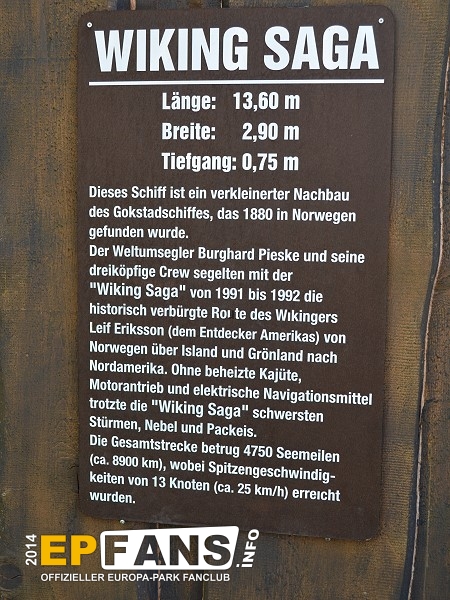 WIKING SAGA
Länge: 13,60 m
Breite: 2,90 m
Tiefgang: 0,75 m
Dieses Schiff ist ein verkleinerter Nachbau
des Gokstadschiffes, das 1880 in Norwegen
gefunden wurde.
Der Weltumsegler Burghard Pieske und seine
dreiköpfige Crew segelten mit der
"Wiking Saga" von 1991 bis 1992 die
historisch verbürgte Route des Wikingers
Leif Eriksson (dem Entdecker Amerikas) von
Norwegen über Island und Grönland nach
Nordamerika. Ohne beheizte Kajüte,
Motorantrieb und elektrische Navigationsmittel
trotzte die "Wiking Saga" schwersten
Stürmen, Nebel und Packeis.
Die Gesamtstrecke betrug 4750 Seemeilen
(ca. 8900 km), wobei Spitzengeschwindig-
keiten von 13 Knoten (ca. 25 km/h) erreicht
wurden.
2014
EPFANS.INFO
OFFIZIELLER EUROPA-PARK FANCLUB